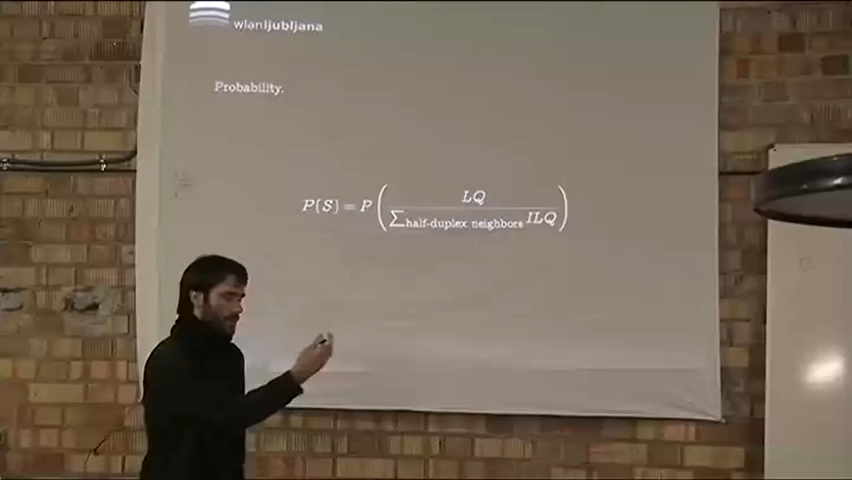 wlanljubljana
Probability.
P(S) = P(LQ / ∑half-duplex neighbors ILQ)